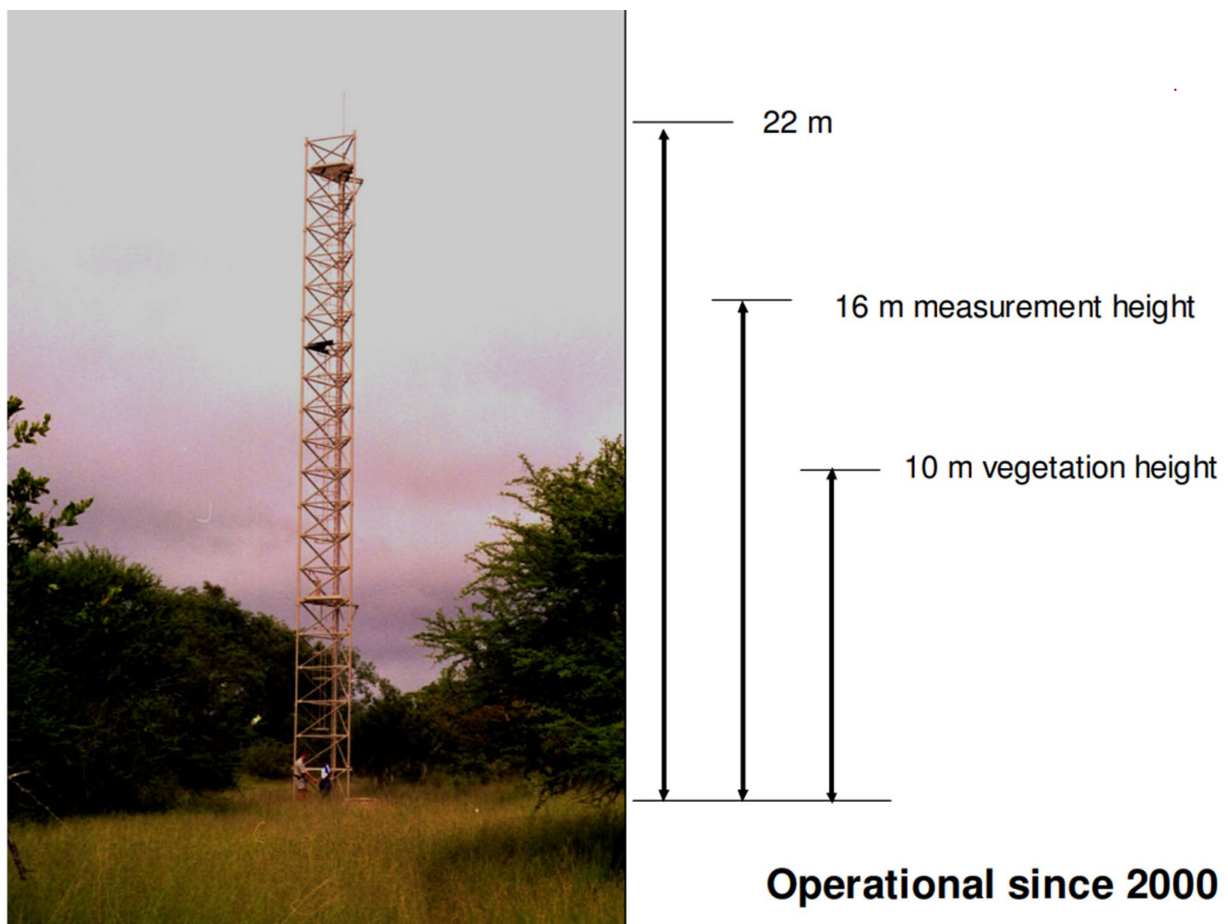 22 m
16 m measurement height
10 m vegetation height
Operational since 2000